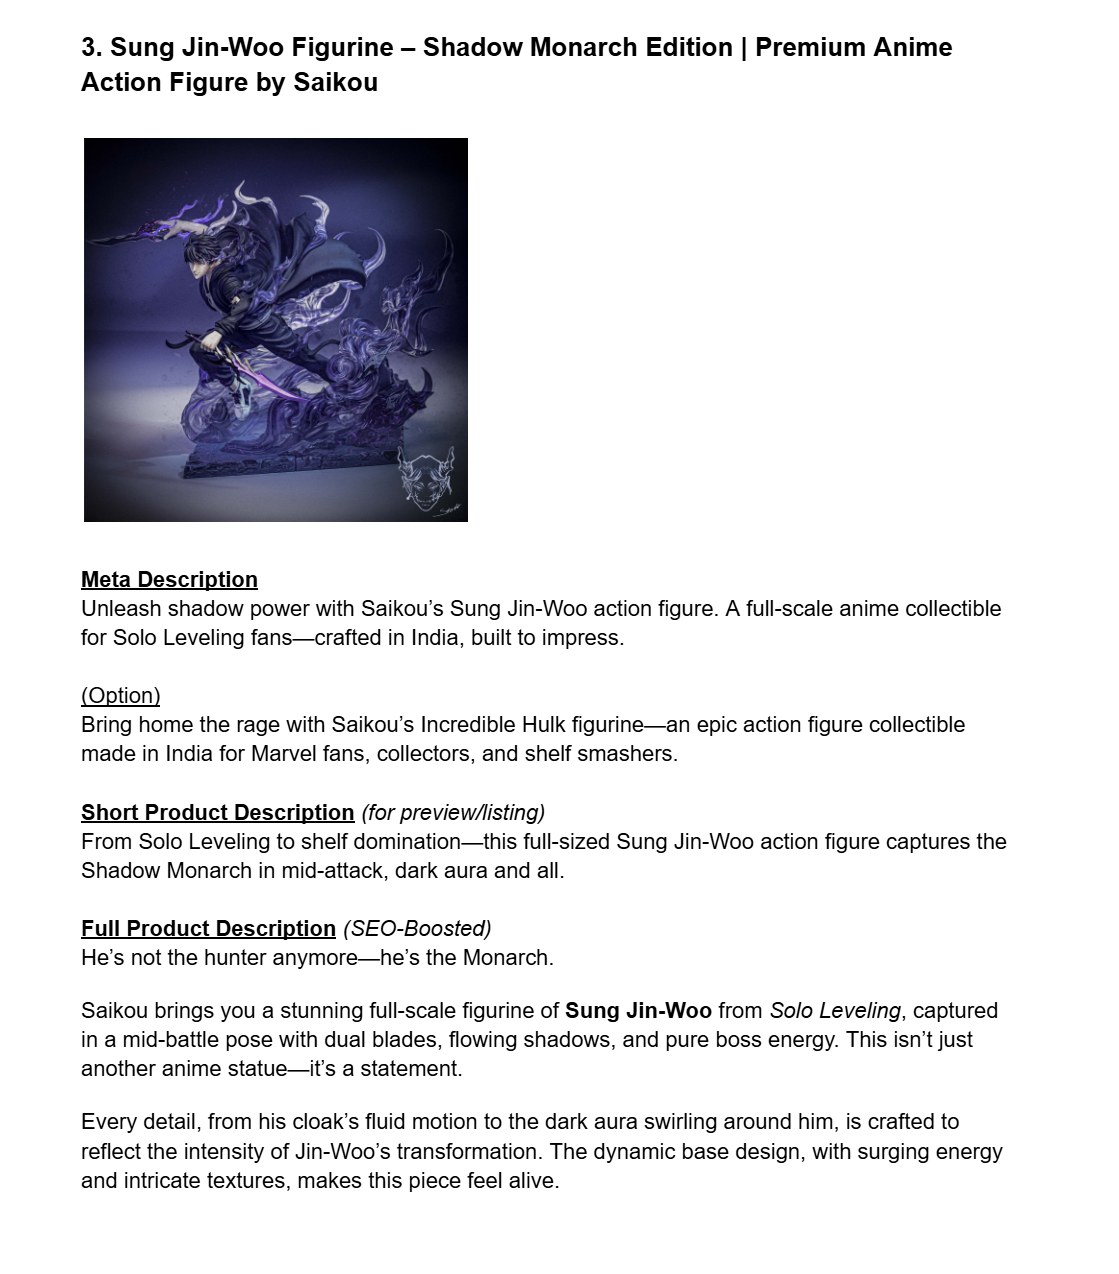 3. Sung Jin-Woo Figurine – Shadow Monarch Edition | Premium Anime
Action Figure by Saikou
Meta Description
Unleash shadow power with Saikou’s Sung Jin-Woo action figure. A full-scale anime collectible
for Solo Leveling fans—crafted in India, built to impress.
(Option)
Bring home the rage with Saikou’s Incredible Hulk figurine—an epic action figure collectible
made in India for Marvel fans, collectors, and shelf smashers.
Short Product Description (for preview/listing)
From Solo Leveling to shelf domination—this full-sized Sung Jin-Woo action figure captures the
Shadow Monarch in mid-attack, dark aura and all.
Full Product Description (SEO-Boosted)
He’s not the hunter anymore—he’s the Monarch.
Saikou brings you a stunning full-scale figurine of Sung Jin-Woo from Solo Leveling, captured
in a mid-battle pose with dual blades, flowing shadows, and pure boss energy. This isn’t just
another anime statue—it’s a statement.
Every detail, from his cloak’s fluid motion to the dark aura swirling around him, is crafted to
reflect the intensity of Jin-Woo’s transformation. The dynamic base design, with surging energy
and intricate textures, makes this piece feel alive.